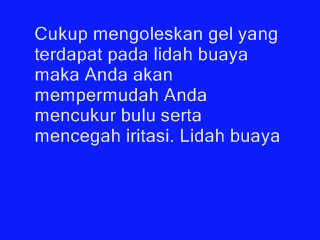 Cukup mengoleskan gel yang
terdapat pada lidah buaya
maka Anda akan
mempermudah Anda
mencukur bulu serta
mencegah iritasi. Lidah buaya